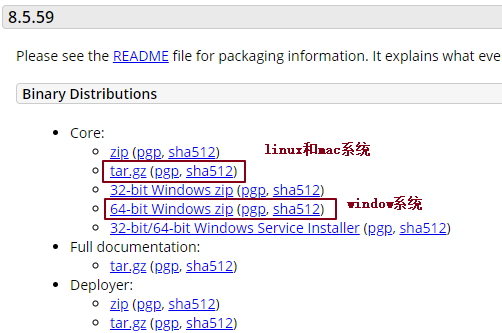 8.5.59
Please see the README file for packaging information. It explains what eve
Binary Distributions
Core:
zip (pgp, sha512)
linux和mac系统
tar.gz (pgp, sha512)
32-bit Windows zip (pgp, sha512)
64-bit Windows zip (pgp, sha512)
window系统
32-bit/64-bit Windows Service Installer (pgp, sha512)
Full documentation:
tar.gz (pgp, sha512)
Deployer:
zip (pgp, sha512)
tar.gz (pgp, sha512)